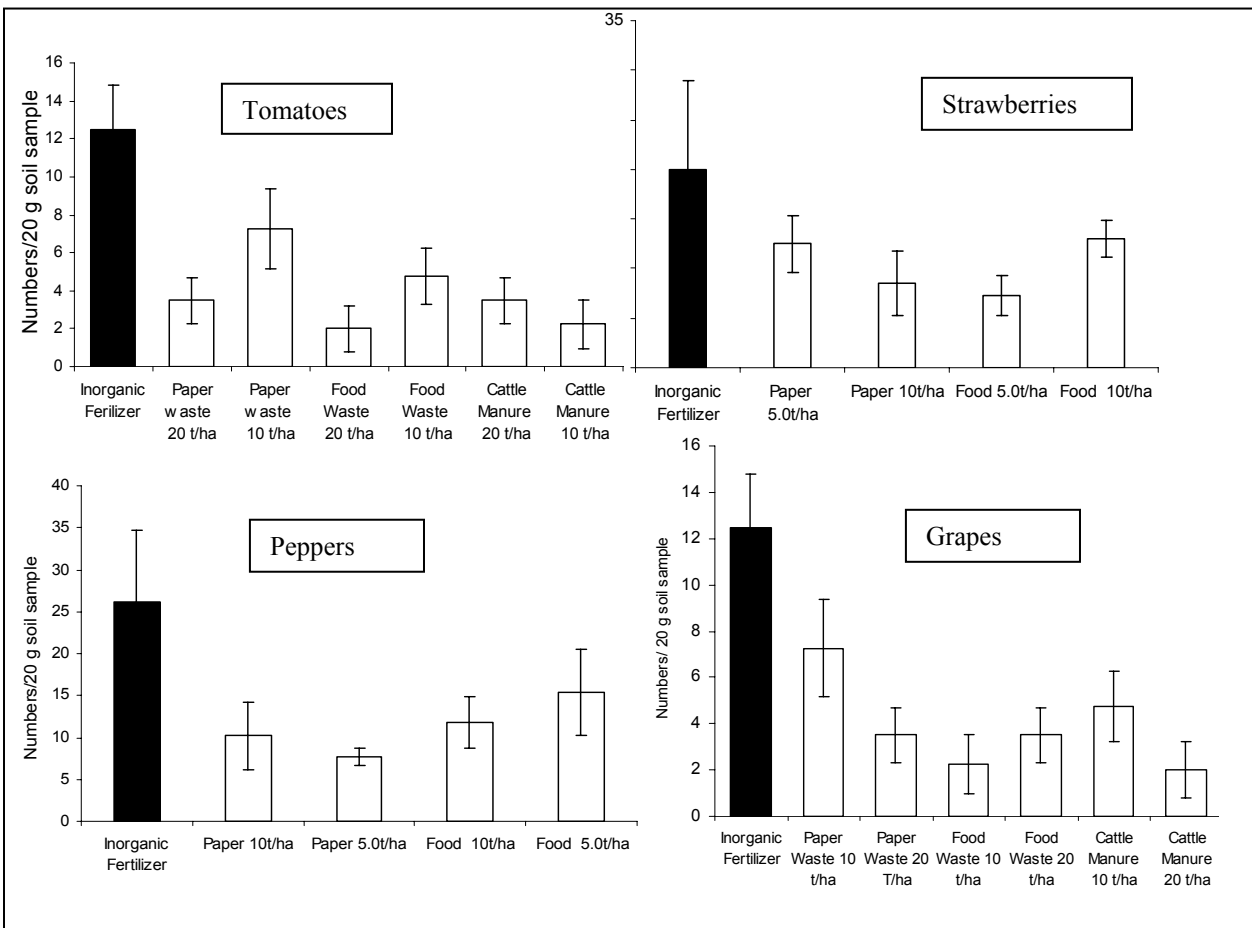 Tomatoes
Numbers/20 g soil sample
16
14
12
10
8
6
4
2
0
Inorganic
Ferilizer
Paper
w aste
20 t/ha
Paper
w aste
10 t/ha
Food
Waste
20 t/ha
Food
Waste
10 t/ha
Cattle
Manure
20 t/ha
Cattle
Manure
10 t/ha
Strawberries
35
Inorganic
Fertilizer
Paper
5.0t/ha
Paper 10t/ha
Food 5.0t/ha
Food 10t/ha
Peppers
Numbers/20 g soil sample
40
35
30
25
20
15
10
5
0
Inorganic
Fertilizer
Paper 10t/ha
Paper 5.0t/ha
Food 10t/ha
Food 5.0t/ha
Grapes
Numbers/ 20 g soil sample
16
14
12
10
8
6
4
2
0
Inorganic
Fertilizer
Paper
Waste 10
t/ha
Paper
Waste 20
T/ha
Food
Waste 10
t/ha
Food
Waste 20
t/ha
Cattle
Manure
10 t/ha
Cattle
Manure
20 t/ha